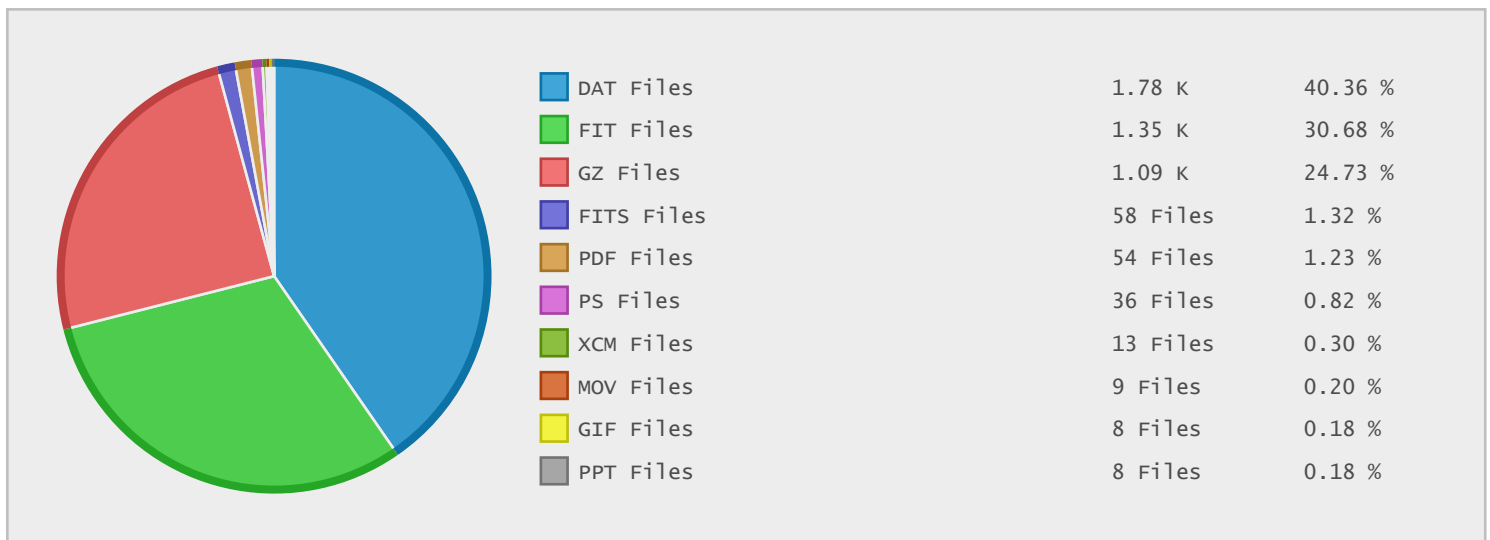 DAT Files 1.78 K 40.36 %
FIT Files 1.35 K 30.68 %
GZ Files 1.09 K 24.73 %
FITS Files 58 Files 1.32 %
PDF Files 54 Files 1.23 %
PS Files 36 Files 0.82 %
XCM Files 13 Files 0.30 %
MOV Files 9 Files 0.20 %
GIF Files 8 Files 0.18 %
PPT Files 8 Files 0.18 %